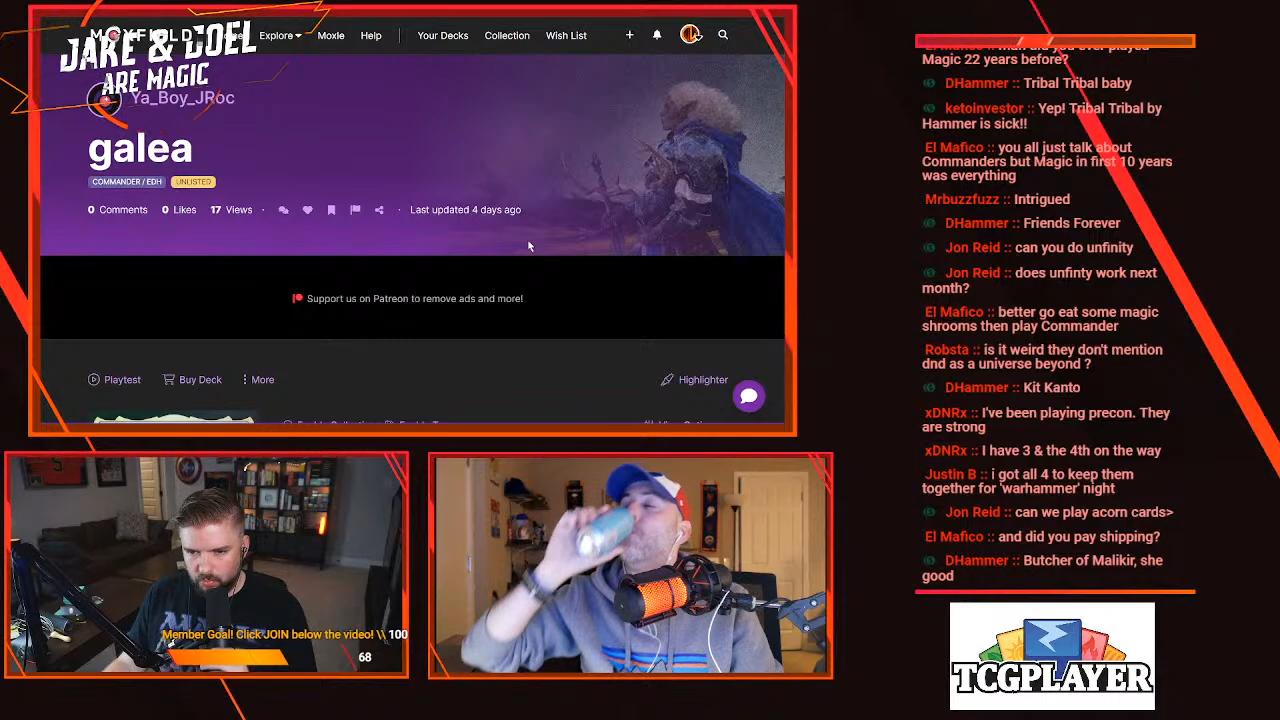 MOXFIELD
Explore
Moxie
Help
Your Decks
Collection
Wish List
JAKE & JOEL
ARE MAGIC
Ya_Boy_JRoc
galea
COMMANDER / EDH
UNLISTED
0 Comments
0 Likes
17 Views
Last updated 4 days ago
Support us on Patreon to remove ads and more!
Playtest
Buy Deck
More
Highlighter
Member Goal! Click JOIN below the video! \\ 100
68
El Mafico :: man did you ever played
Magic 22 years before?
DHammer :: Tribal Tribal baby
ketoinvestor :: Yep! Tribal Tribal by
Hammer is sick!!
El Mafico :: you all just talk about
Commanders but Magic in first 10 years
was everything
Mrbuzzfuzz :: Intrigued
DHammer :: Friends Forever
Jon Reid :: can you do unfinity
Jon Reid :: does unfinty work next
month?
El Mafico :: better go eat some magic
shrooms then play Commander
Robsta :: is it weird they don't mention
dnd as a universe beyond ?
DHammer :: Kit Kanto
xDNRx :: I've been playing precon. They
are strong
xDNRx :: I have 3 & the 4th on the way
Justin B :: i got all 4 to keep them
together for 'warhammer' night
Jon Reid :: can we play acorn cards>
El Mafico :: and did you pay shipping?
DHammer :: Butcher of Malikir, she
good
TCGPLAYER